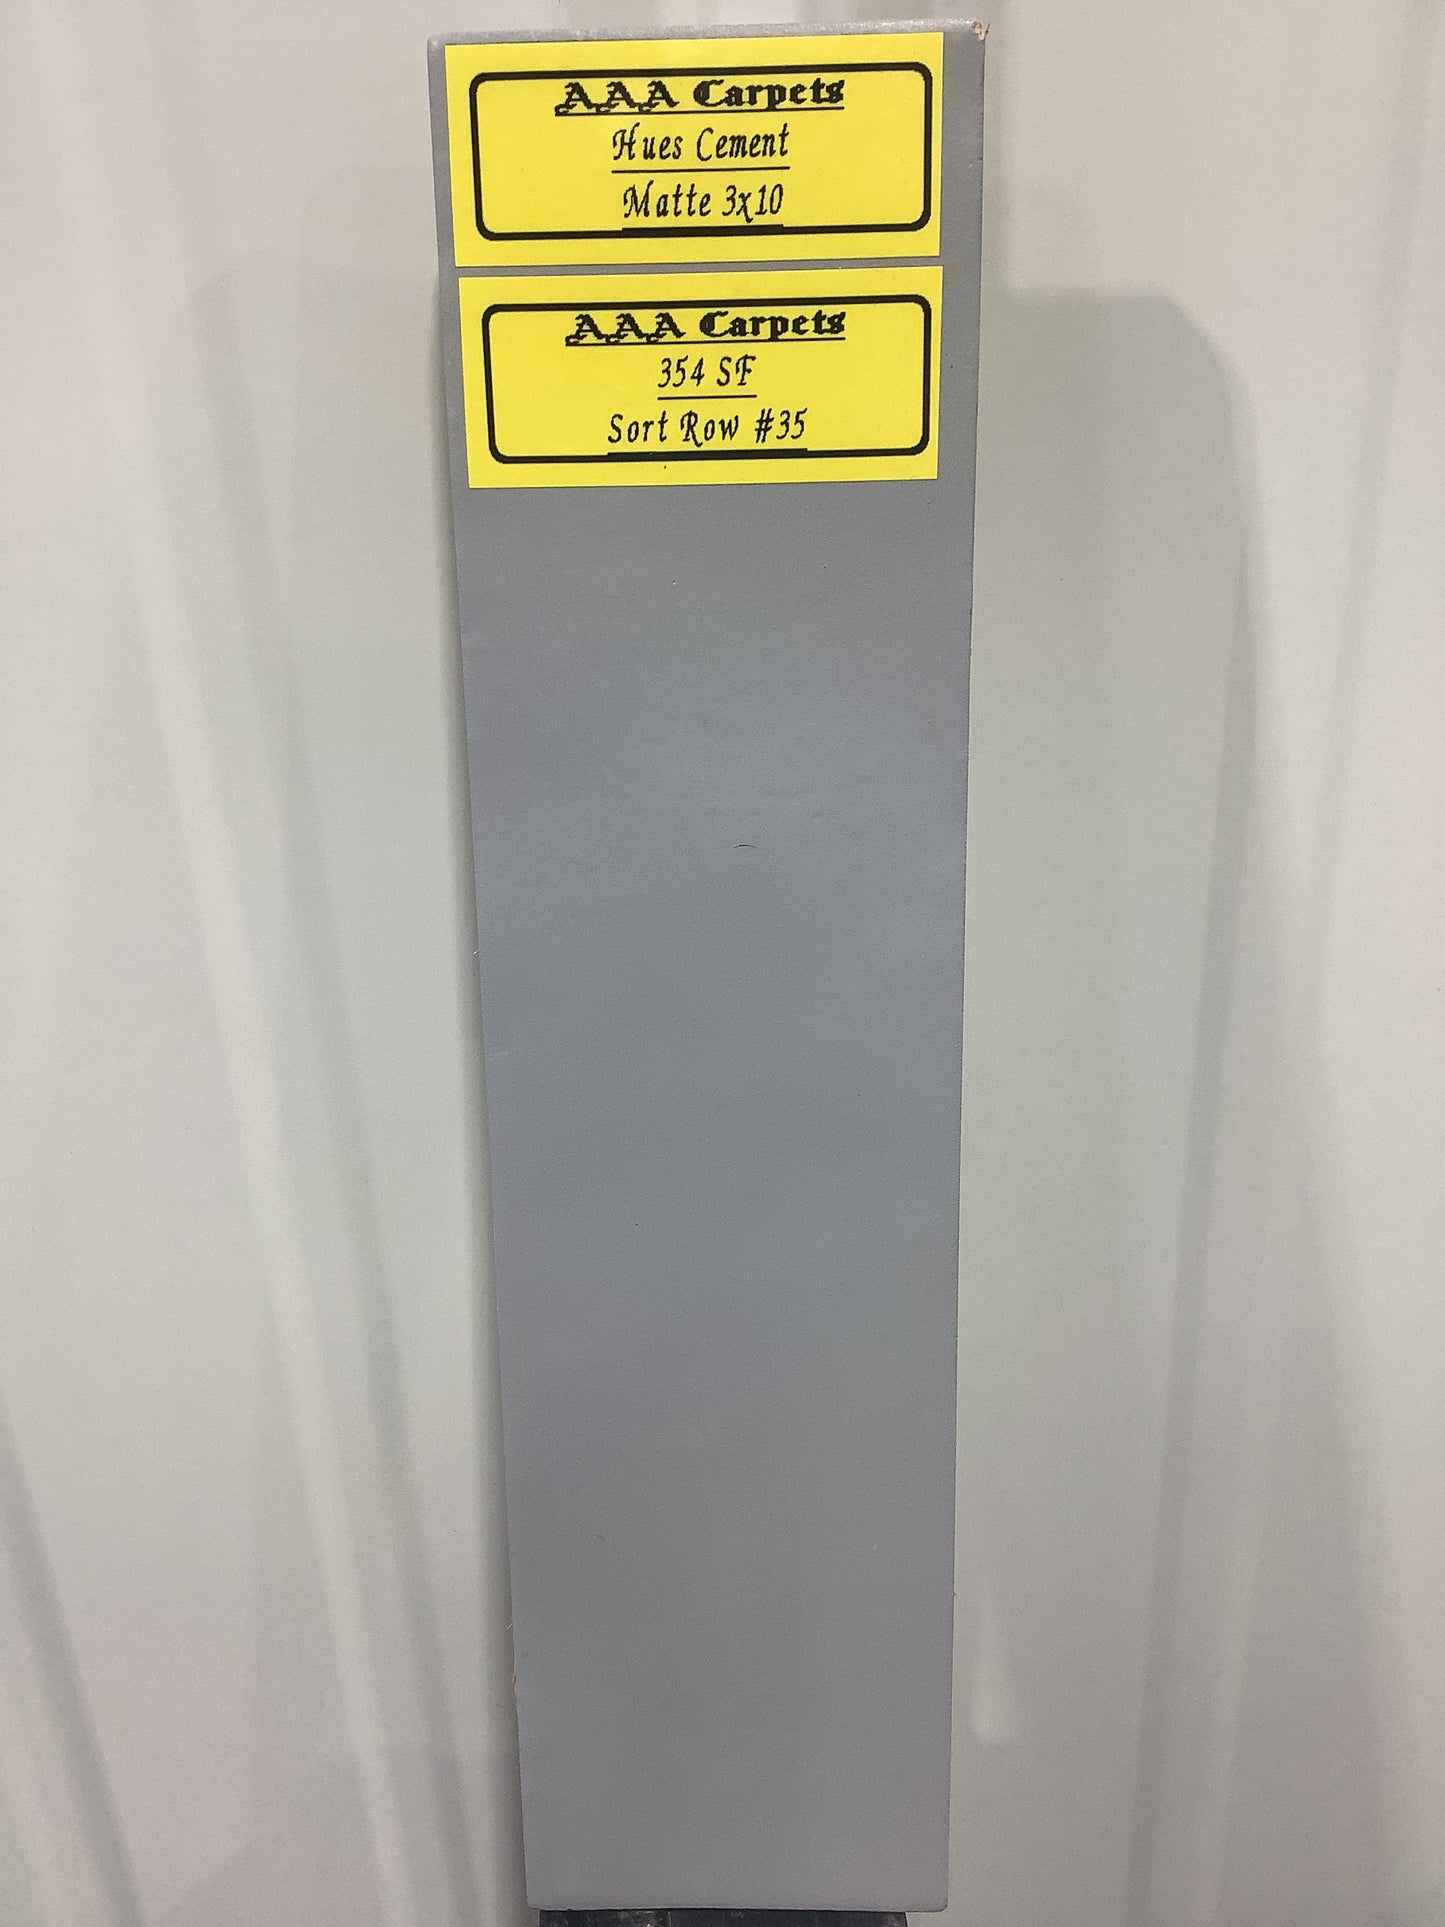 AAA Carpets
Hues Cement
Matte 3x10
AAA Carpets
354 SF
Sort Row #35